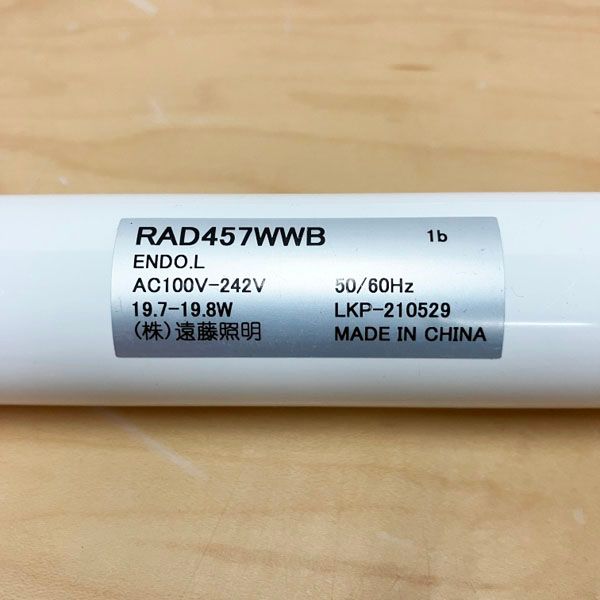 RAD457WWB 1b
ENDO.L
AC100V-242V 50/60Hz
19.7-19.8W LKP-210529
(株)遠藤照明 MADE IN CHINA